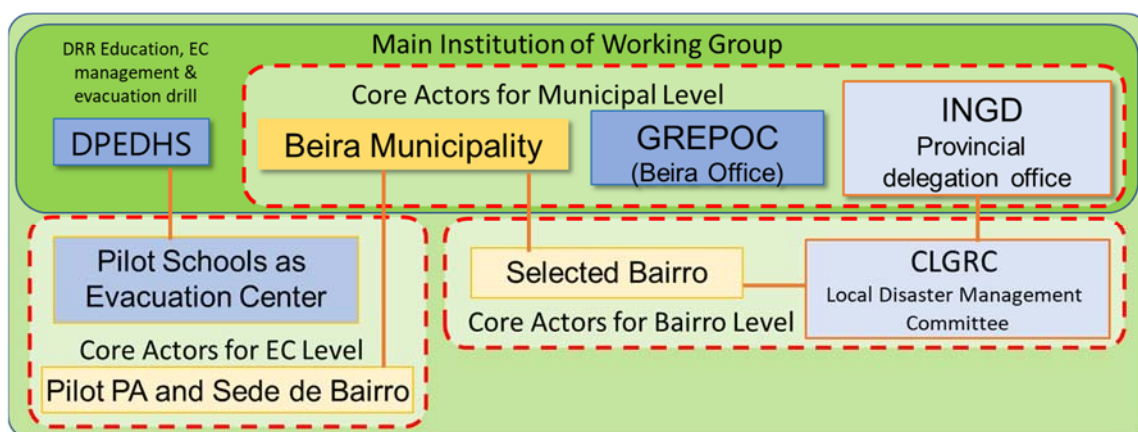 Main Institution of Working Group
DRR Education, EC
management &
evacuation drill
DPEDHS
Core Actors for Municipal Level
Beira Municipality
GREPOC
(Beira Office)
INGD
Provincial
delegation office
Pilot Schools as
Evacuation Center
Core Actors for EC Level
Pilot PA and Sede de Bairro
Selected Bairro
Core Actors for Bairro Level
CLGRC
Local Disaster Management
Committee